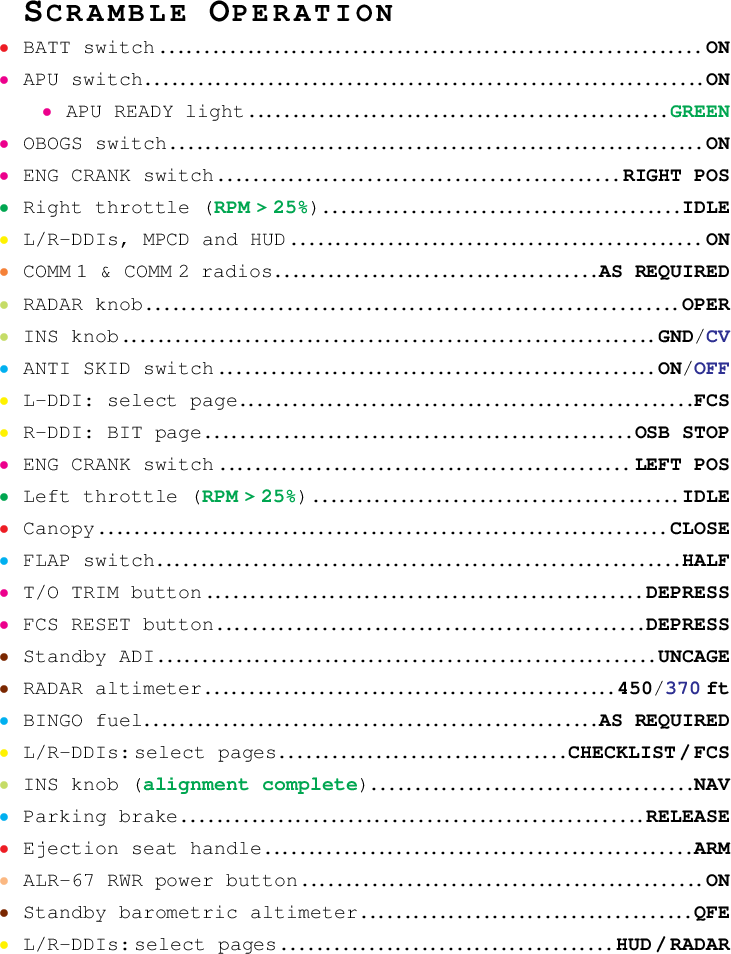 SCRAMBLE OPERATION
• BATT switch ........ ON
• APU switch ........ ON
• APU READY light ........ GREEN
• OBOGS switch ........ ON
• ENG CRANK switch ........ RIGHT POS
• Right throttle (RPM > 25%) ........ IDLE
• L/R-DDIs, MPCD and HUD ........ ON
• COMM 1 & COMM 2 radios ........ AS REQUIRED
• RADAR knob ........ OPER
• INS knob ........ GND/CV
• ANTI SKID switch ........ ON/OFF
• L-DDI: select page ........ FCS
• R-DDI: BIT page ........ OSB STOP
• ENG CRANK switch ........ LEFT POS
• Left throttle (RPM > 25%) ........ IDLE
• Canopy ........ CLOSE
• FLAP switch ........ HALF
• T/O TRIM button ........ DEPRESS
• FCS RESET button ........ DEPRESS
• Standby ADI ........ UNCAGE
• RADAR altimeter ........ 450/370 ft
• BINGO fuel ........ AS REQUIRED
• L/R-DDIs: select pages ........ CHECKLIST / FCS
• INS knob (alignment complete) ........ NAV
• Parking brake ........ RELEASE
• Ejection seat handle ........ ARM
• ALR-67 RWR power button ........ ON
• Standby barometric altimeter ........ QFE
• L/R-DDIs: select pages ........ HUD / RADAR